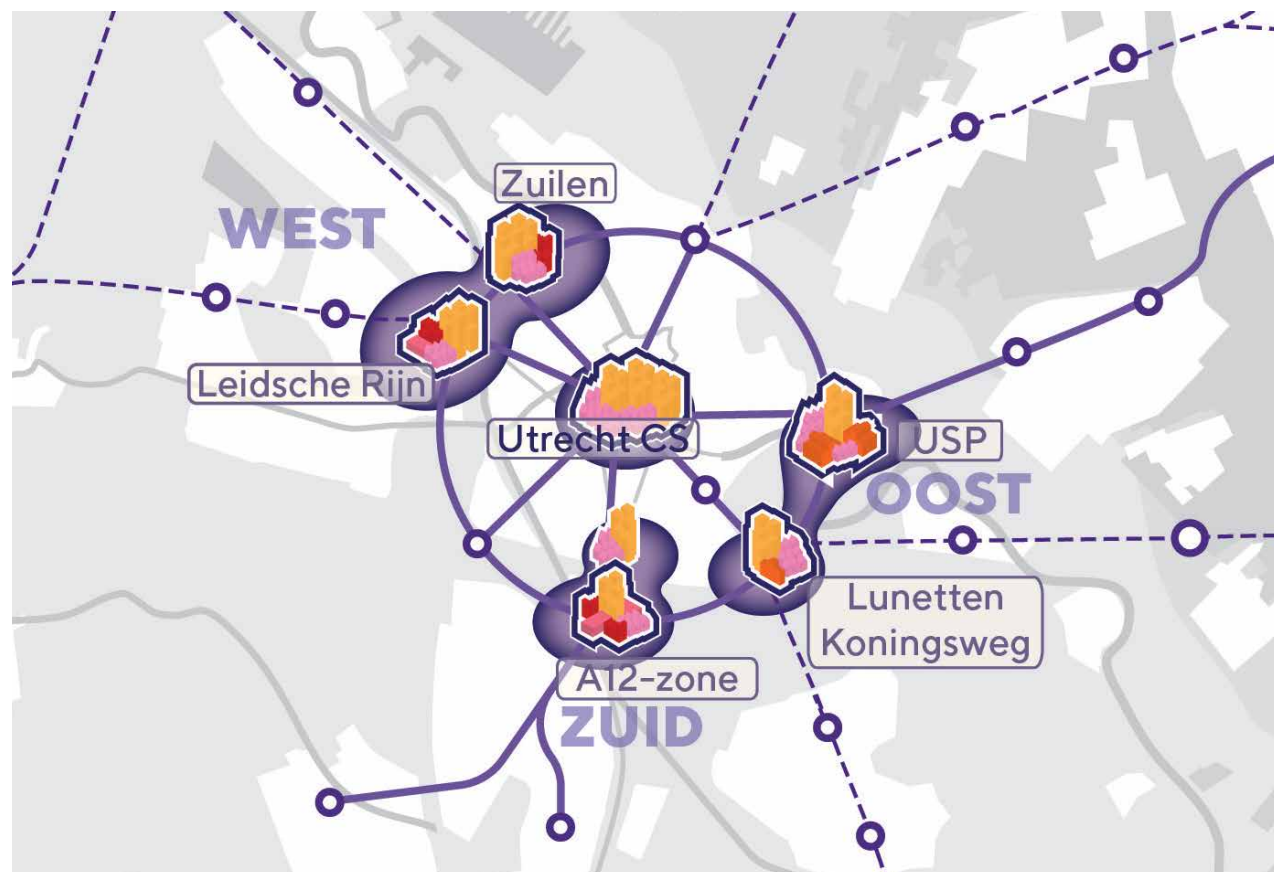 Zuilen
WEST
Leidsche Rijn
Utrecht CS
USP
OOST
Lunetten
Koningsweg
A12-zone
ZUID